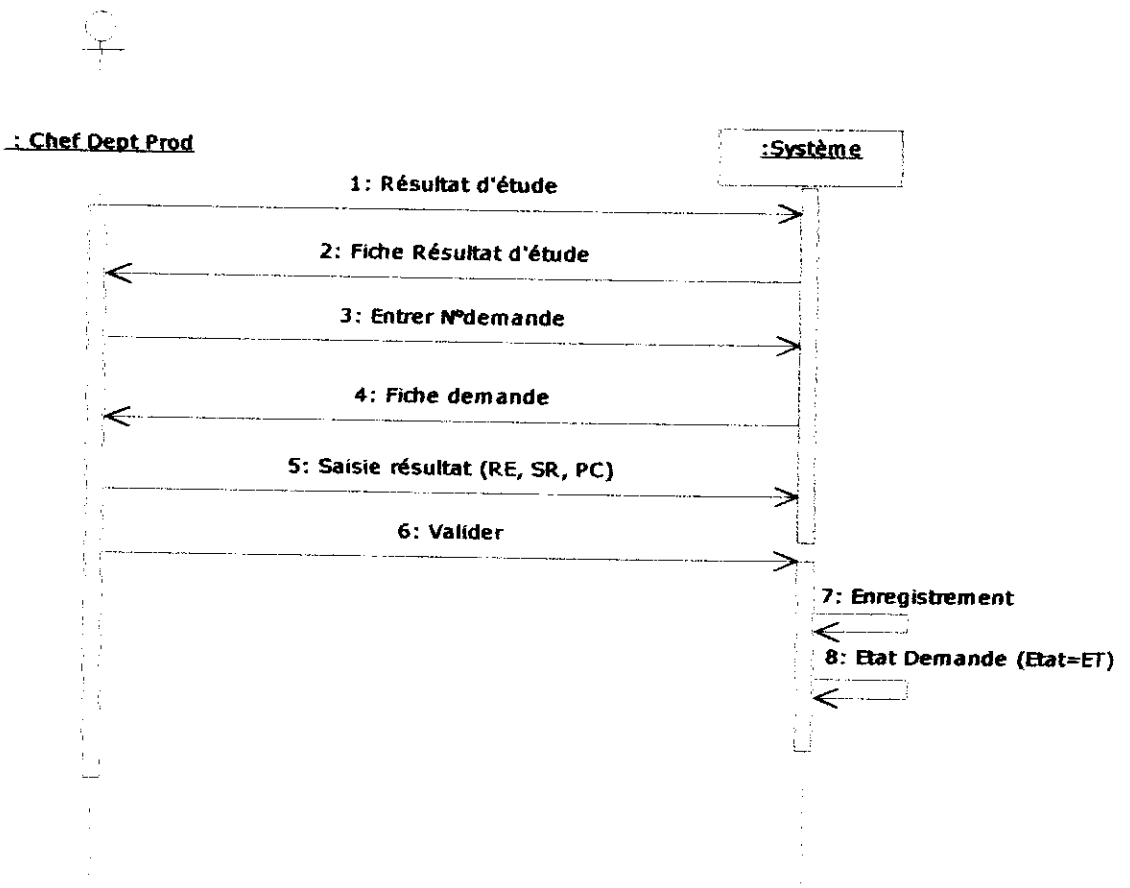 : Chef Dept Prod
:Système
1: Résultat d'étude
2: Fiche Résultat d'étude
3: Entrer N°demande
4: Fiche demande
5: Saisie résultat (RE, SR, PC)
6: Valider
7: Enregistrement
8: Etat Demande (Etat=ET)